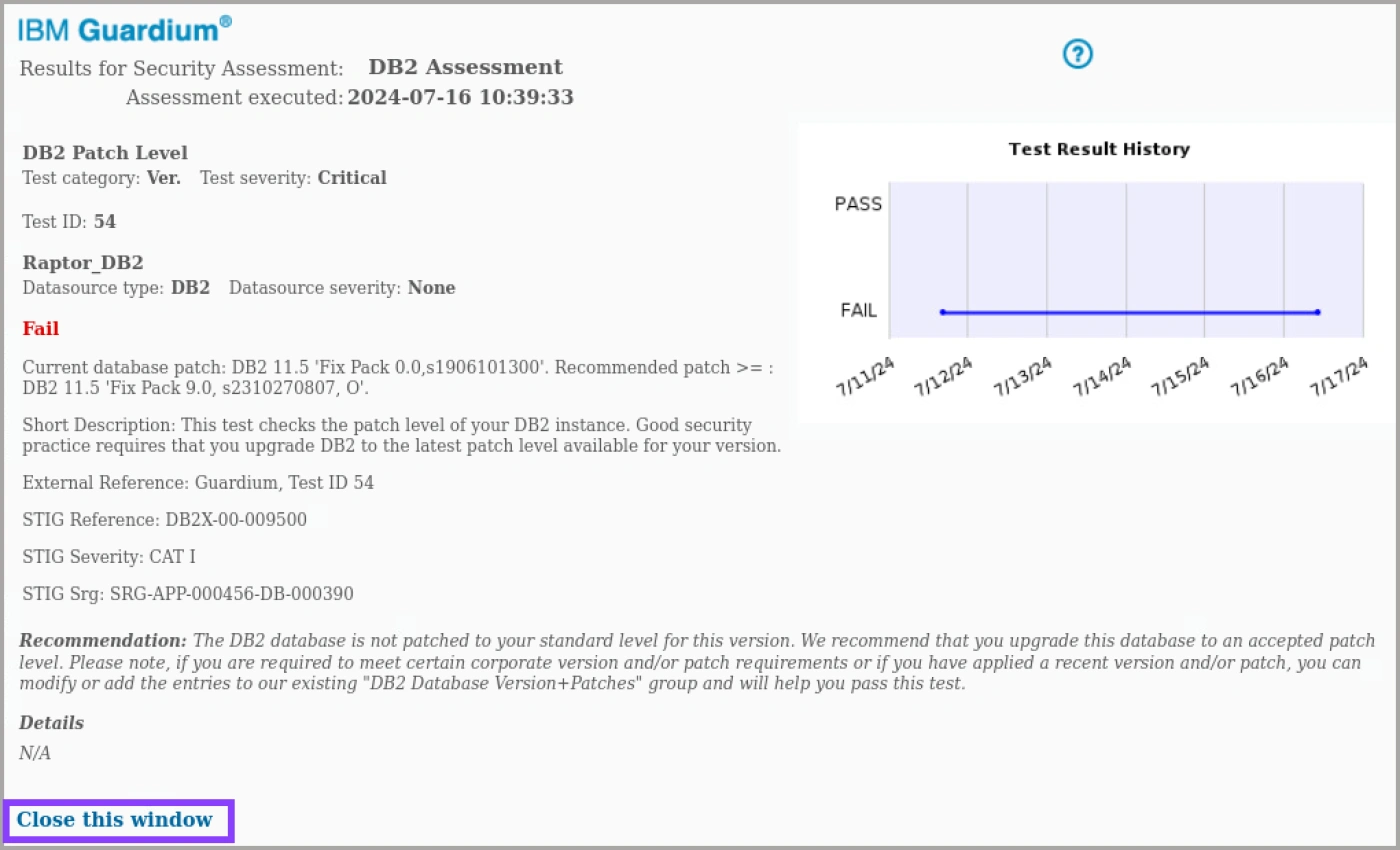 IBM Guardium®
Results for Security Assessment: DB2 Assessment
Assessment executed: 2024-07-16 10:39:33
?
DB2 Patch Level
Test category: Ver. Test severity: Critical
Test ID: 54
Raptor_DB2
Datasource type: DB2 Datasource severity: None
Fail
Current database patch: DB2 11.5 'Fix Pack 0.0,s1906101300'. Recommended patch >= :
DB2 11.5 'Fix Pack 9.0, s2310270807, O'.
Short Description: This test checks the patch level of your DB2 instance. Good security
practice requires that you upgrade DB2 to the latest patch level available for your version.
External Reference: Guardium, Test ID 54
STIG Reference: DB2X-00-009500
STIG Severity: CAT I
STIG Srg: SRG-APP-000456-DB-000390
Test Result History
PASS
FAIL
7/11/24 7/12/24 7/13/24 7/14/24 7/15/24 7/16/24 7/17/24
Recommendation: The DB2 database is not patched to your standard level for this version. We recommend that you upgrade this database to an accepted patch
level. Please note, if you are required to meet certain corporate version and/or patch requirements or if you have applied a recent version and/or patch, you can
modify or add the entries to our existing "DB2 Database Version+Patches" group and will help you pass this test.
Details
N/A
Close this window